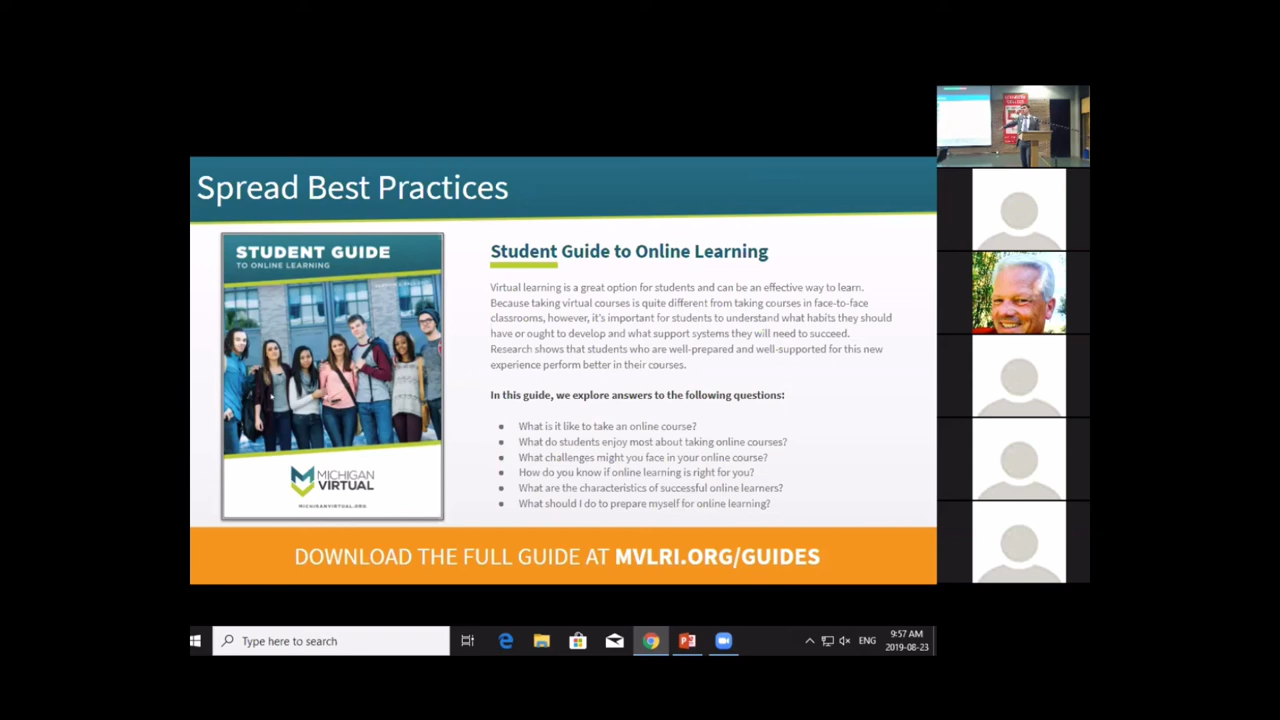 Spread Best Practices
STUDENT GUIDE
TO ONLINE LEARNING
MICHIGAN
VIRTUAL
MICHIGANVIRTUAL.ORG
Student Guide to Online Learning
Virtual learning is a great option for students and can be an effective way to learn.
Because taking virtual courses is quite different from taking courses in face-to-face
classrooms, however, it's important for students to understand what habits they should
have or ought to develop and what support systems they will need to succeed.
Research shows that students who are well-prepared and well-supported for this new
experience perform better in their courses.
In this guide, we explore answers to the following questions:
● What is it like to take an online course?
● What do students enjoy most about taking online courses?
● What challenges might you face in your online course?
● How do you know if online learning is right for you?
● What are the characteristics of successful online learners?
● What should I do to prepare myself for online learning?
DOWNLOAD THE FULL GUIDE AT MVLRI.ORG/GUIDES
Type here to search
ENG
9:57 AM
2019-08-23